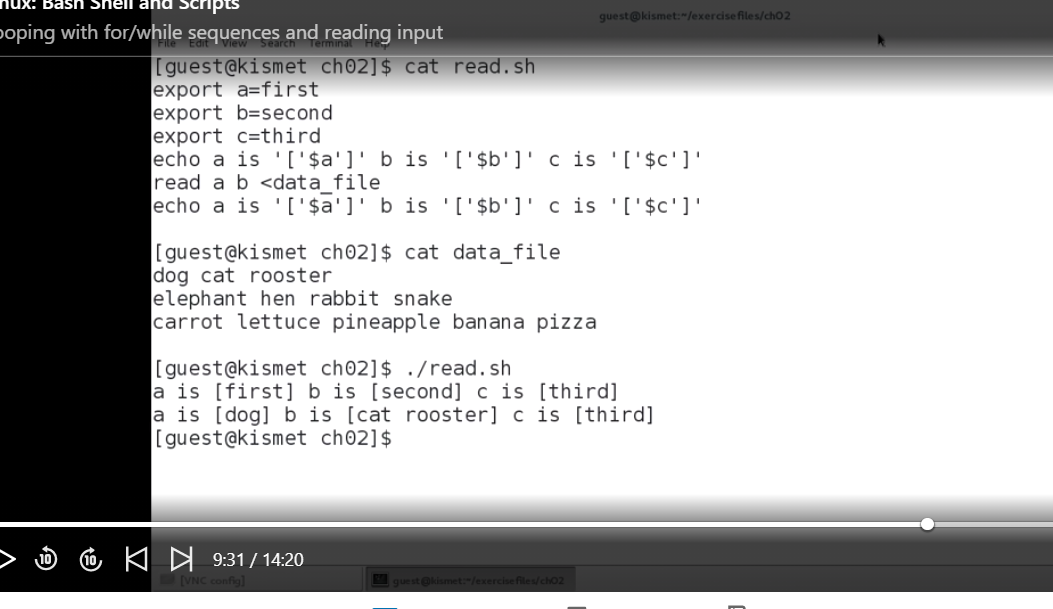 Bash Shell and Scripts
guest@kismet:~/exercisefiles/ch02
with for/while sequences and reading input
File Edit View Search Terminal Help
[guest@kismet ch02]$ cat read.sh
export a=first
export b=second
export c=third
echo a is '['$a']' b is '['$b']' c is '['$c']'
read a b <data_file
echo a is '['$a']' b is '['$b']' c is '['$c']'
[guest@kismet ch02]$ cat data_file
dog cat rooster
elephant hen rabbit snake
carrot lettuce pineapple banana pizza
[guest@kismet ch02]$ ./read.sh
a is [first] b is [second] c is [third]
a is [dog] b is [cat rooster] c is [third]
[guest@kismet ch02]$
10 10 9:31 / 14:20
[VNC config] guest@kismet:~/exercisefiles/ch02